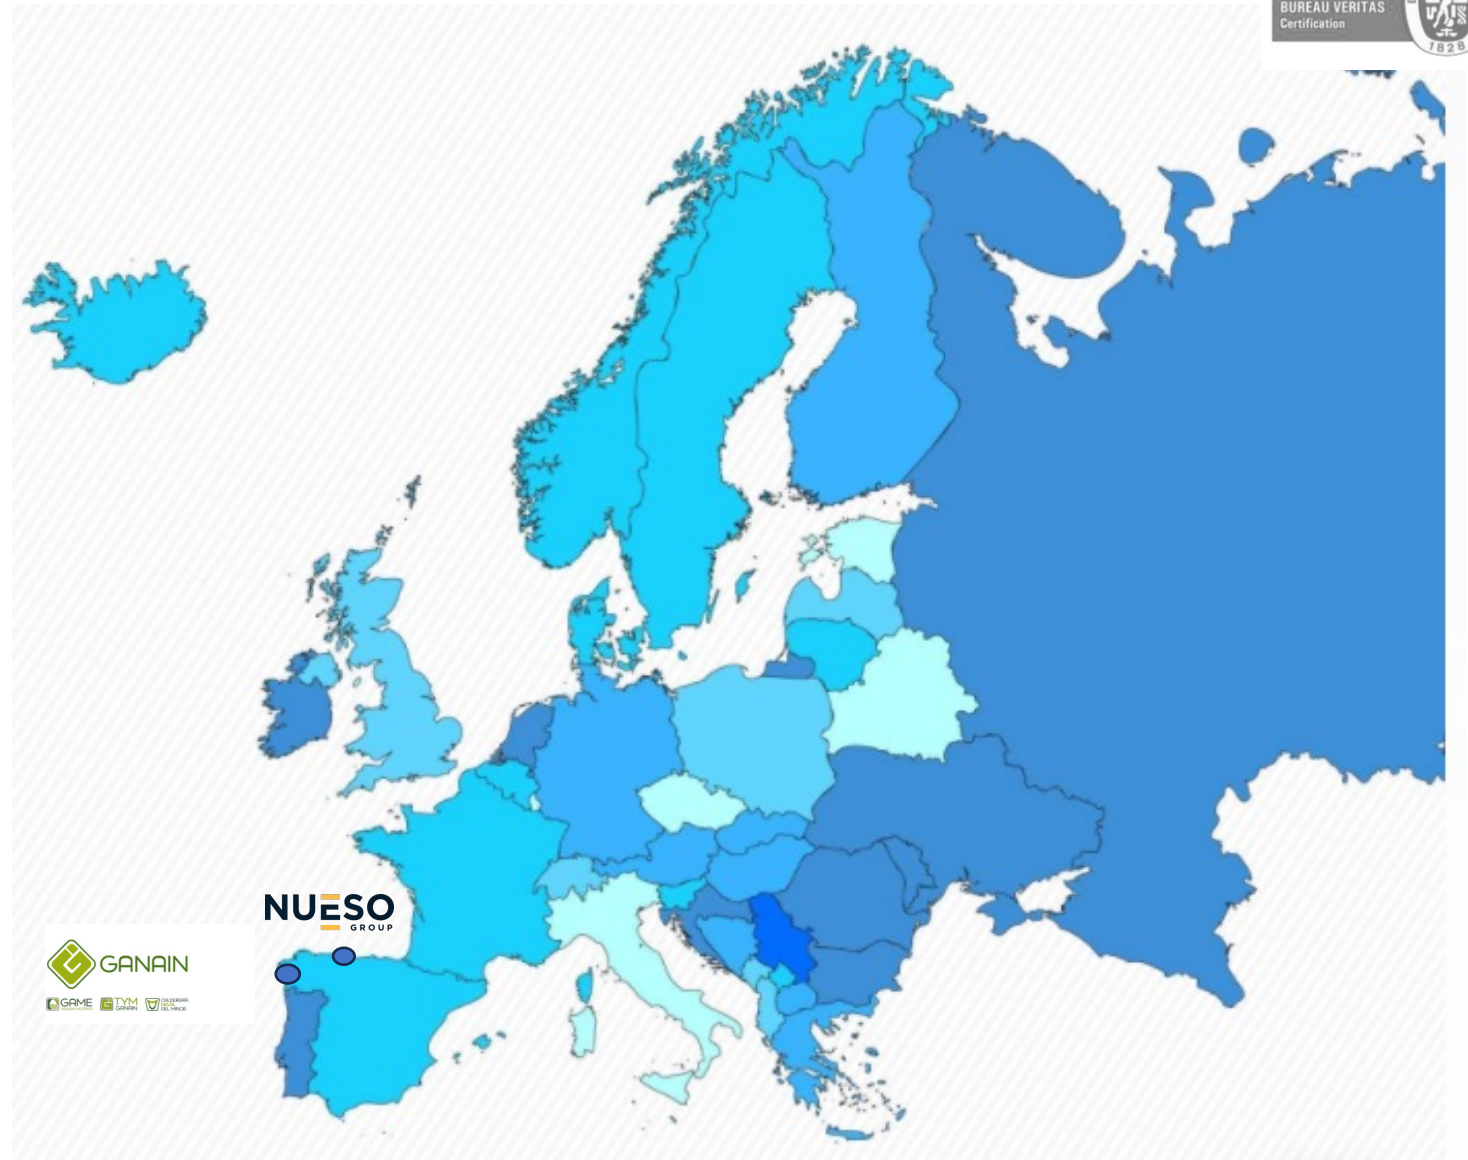 BUREAU VERITAS
Certification
1828
NUESO
GROUP
GANAIN
GAME
TYM
GANAIN